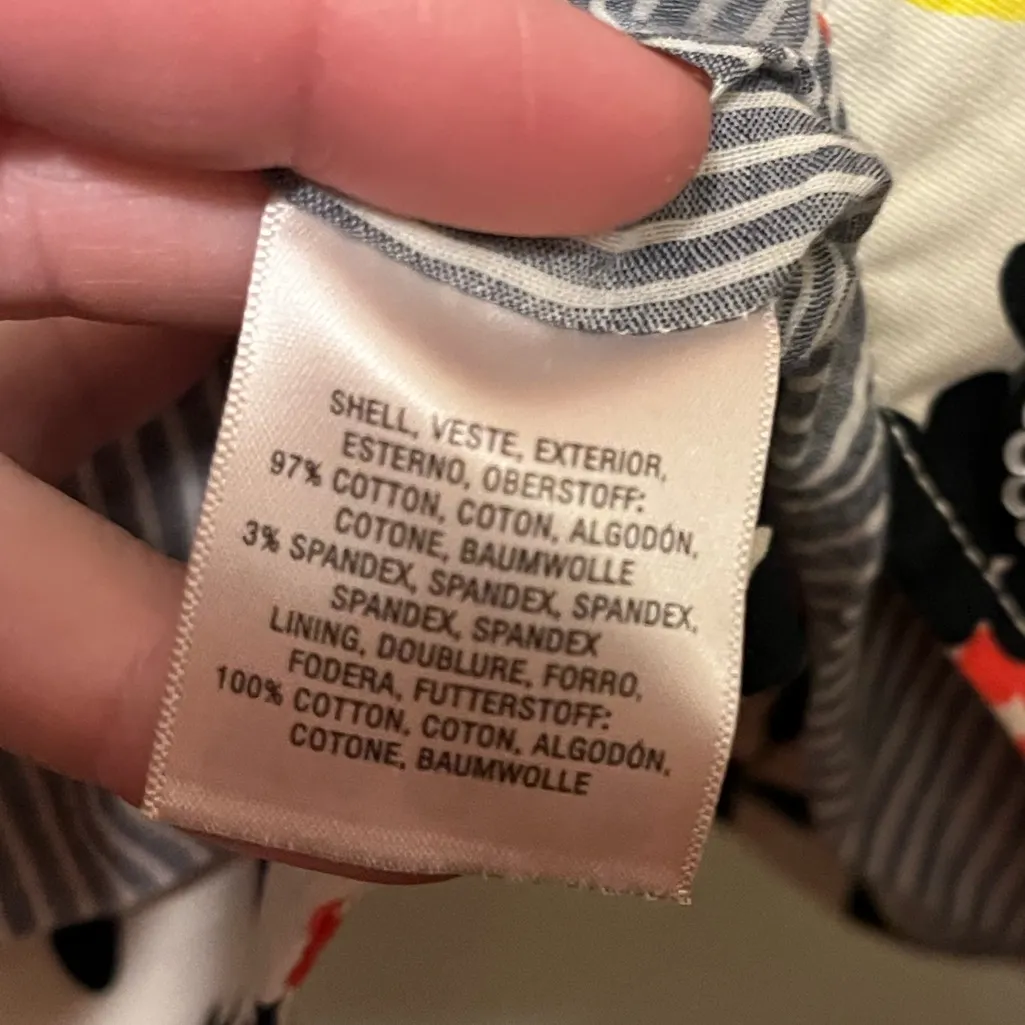 SHELL, VESTE, EXTERIOR,
ESTERNO, OBERSTOFF:
97% COTTON, COTON, ALGODÓN,
COTONE, BAUMWOLLE
3% SPANDEX, SPANDEX, SPANDEX,
SPANDEX, SPANDEX
LINING, DOUBLURE, FORRO,
FODERA, FUTTERSTOFF:
100% COTTON, COTON, ALGODÓN,
COTONE, BAUMWOLLE